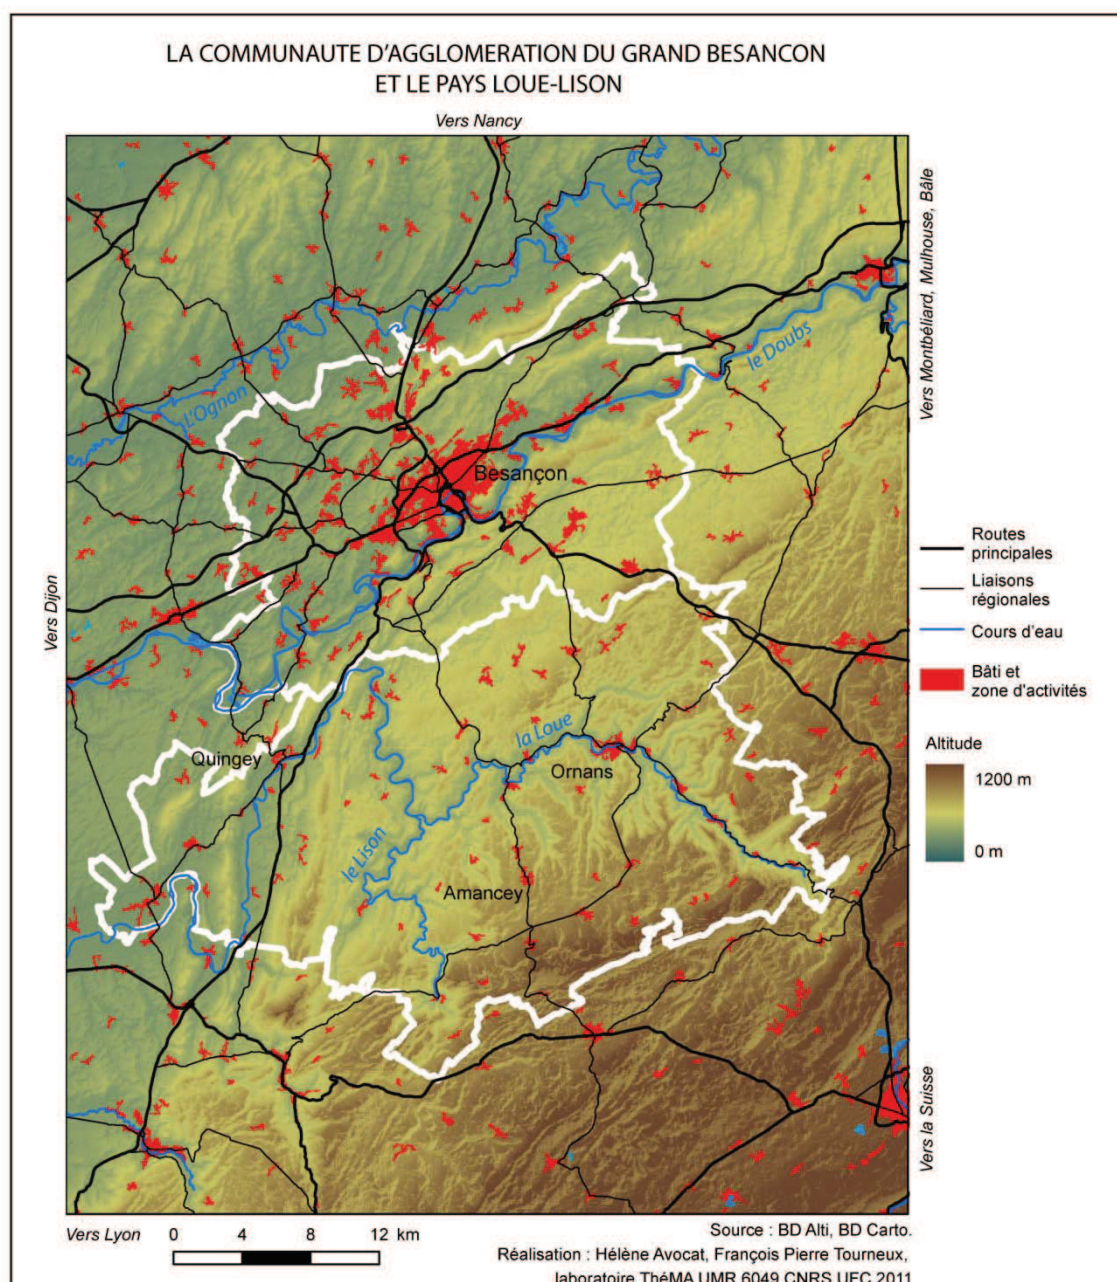 LA COMMUNAUTE D'AGGLOMERATION DU GRAND BESANCON
ET LE PAYS LOUE-LISON
Vers Nancy
Vers Montbéliard, Mulhouse, Bâle
le Doubs
L'Ognon
Besançon
Vers Dijon
Routes
principales
Liaisons
régionales
Cours d'eau
Bâti et
zone d'activités
la Loue
Quingey
Ornans
Altitude
1200 m
0 m
le Lison
Amancey
Vers la Suisse
Vers Lyon
0 4 8 12 km
Source : BD Alti, BD Carto.
Réalisation : Hélène Avocat, François Pierre Tourneux,
laboratoire ThéMA UMR 6049 CNRS UFC 2011